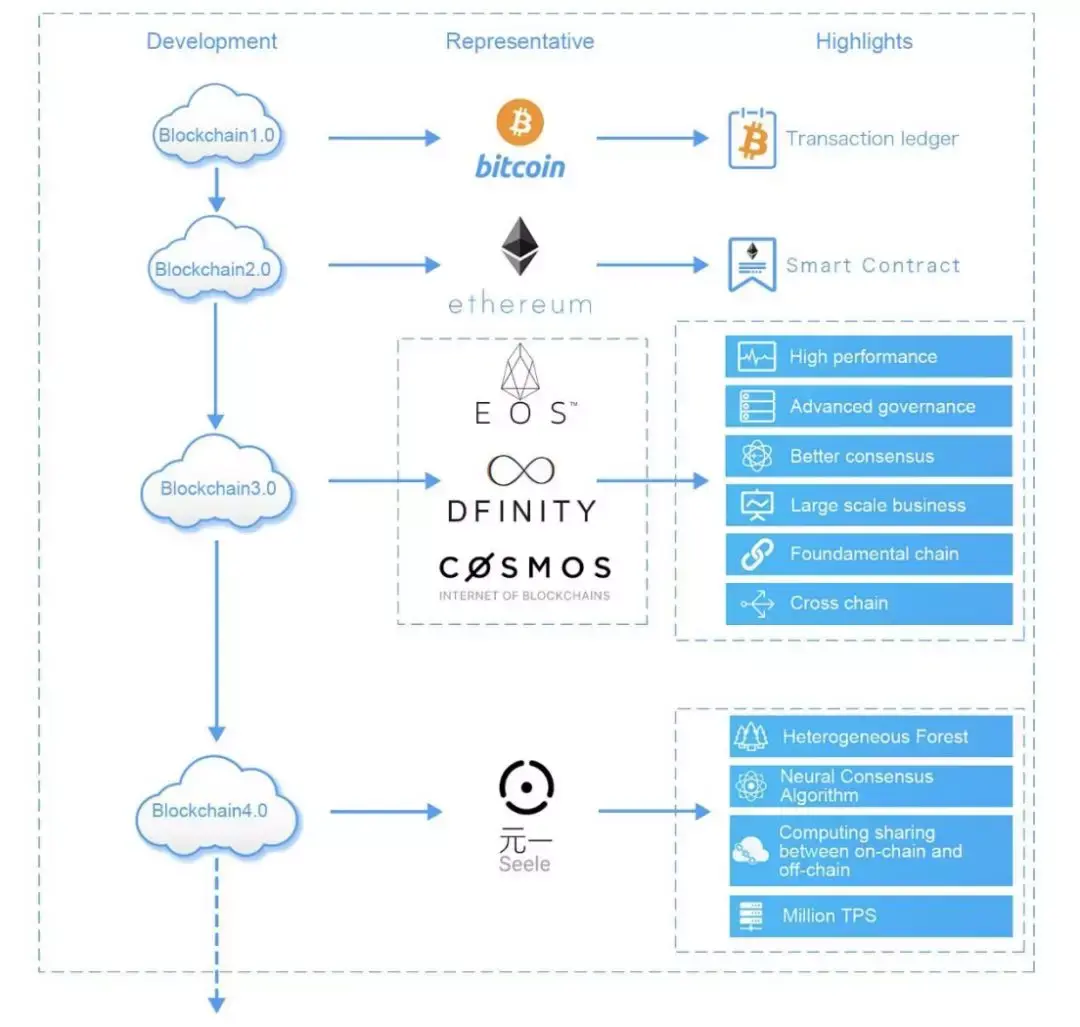 Development Representative Highlights
Blockchain1.0
bitcoin
Transaction ledger
Blockchain2.0
ethereum
Smart Contract
Blockchain3.0
EOS™
DFINITY
COSMOS
INTERNET OF BLOCKCHAINS
High performance
Advanced governance
Better consensus
Large scale business
Foundamental chain
Cross chain
Blockchain4.0
元一
Seele
Heterogeneous Forest
Neural Consensus
Algorithm
Computing sharing
between on-chain and
off-chain
Million TPS